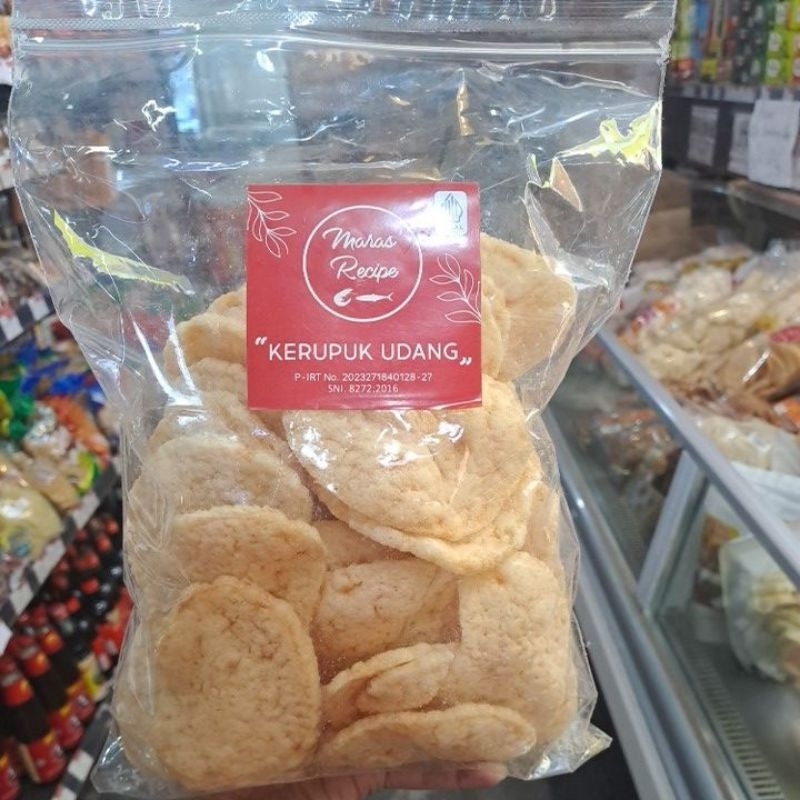 Maras
Recipe
"KERUPUK UDANG„
P-IRT No. 2023271840128-27
SNI. 8272:2016